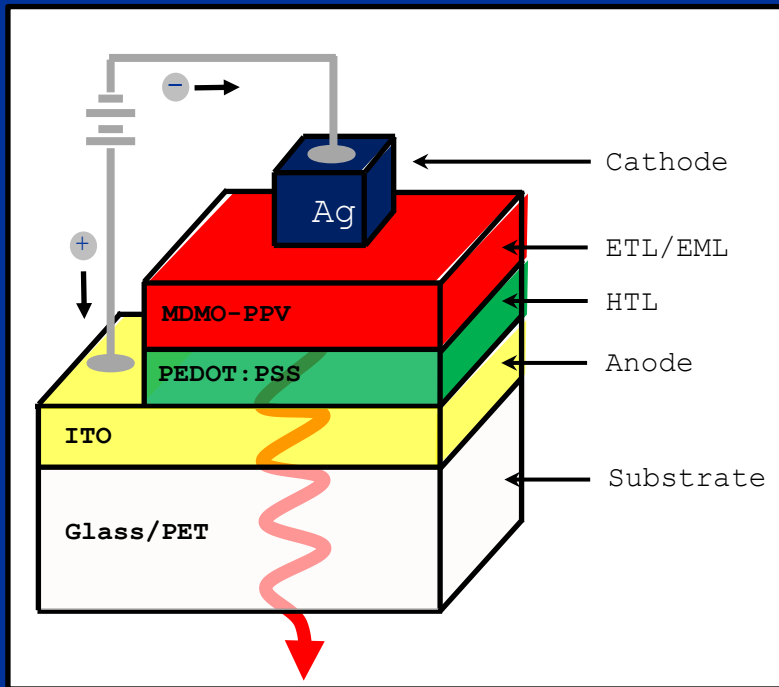 −
Cathode
Ag
+
ETL/EML
MDMO-PPV
HTL
PEDOT:PSS
Anode
ITO
Substrate
Glass/PET